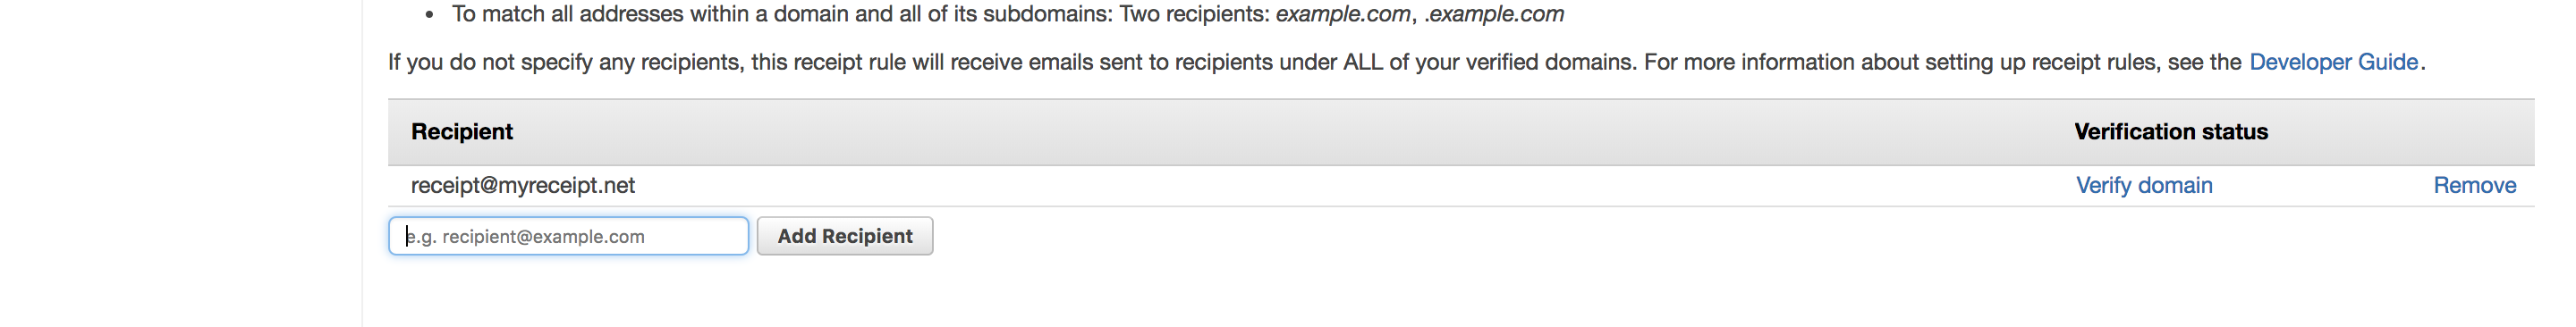 • To match all addresses within a domain and all of its subdomains: Two recipients: example.com, .example.com
If you do not specify any recipients, this receipt rule will receive emails sent to recipients under ALL of your verified domains. For more information about setting up receipt rules, see the Developer Guide.
Recipient Verification status
receipt@myreceipt.net Verify domain Remove
e.g. recipient@example.com Add Recipient